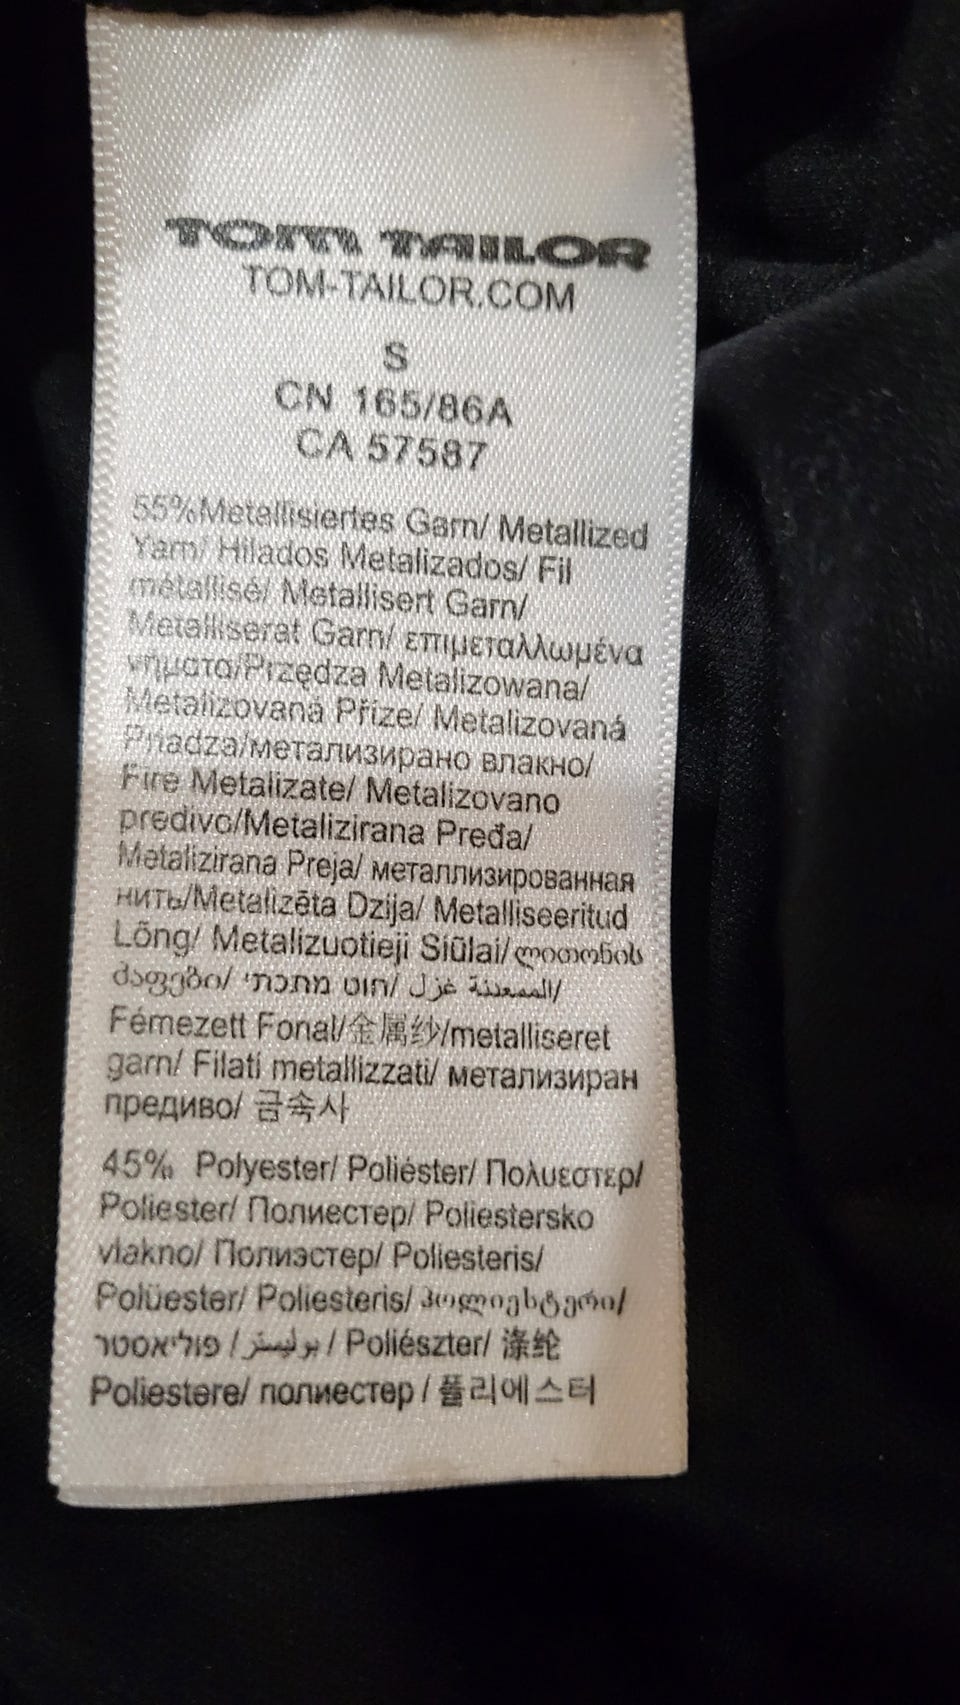 TOM TAILOR
TOM-TAILOR.COM
S
CN 165/86A
CA 57587
55%Metallisiertes Garn/ Metallized
Yarn/ Hilados Metalizados/ Fil
métallisé/ Metallisert Garn/
Metalliserat Garn/ επιμεταλλωμένα
νήματα/Przędza Metalizowana/
Metalizovaná Příze/ Metalizovaná
Priadza/метализирано влакно/
Fire Metalizate/ Metalizovano
predivo/Metalizirana Pređa/
Metalizirana Preja/ металлизированная
нить/Metalizēta Dzija/ Metalliseeritud
Lõng/ Metalizuotieji Siūlai/ლითონის
ძაფები/ חוט מתכתי/ الممعدنة غزل/
Fémezett Fonal/金属纱/metalliseret
garn/ Filati metallizzati/ метализиран
предиво/ 금속사
45% Polyester/ Poliéster/ Πολυεστερ/
Poliester/ Полиестер/ Poliestersko
vlakno/ Полиэстер/ Poliesteris/
Polüester/ Poliesteris/ პოლიესტერი/
פוליאסטר / بوليستر / Poliészter/ 涤纶
Poliestere/ полиестер / 폴리에스터